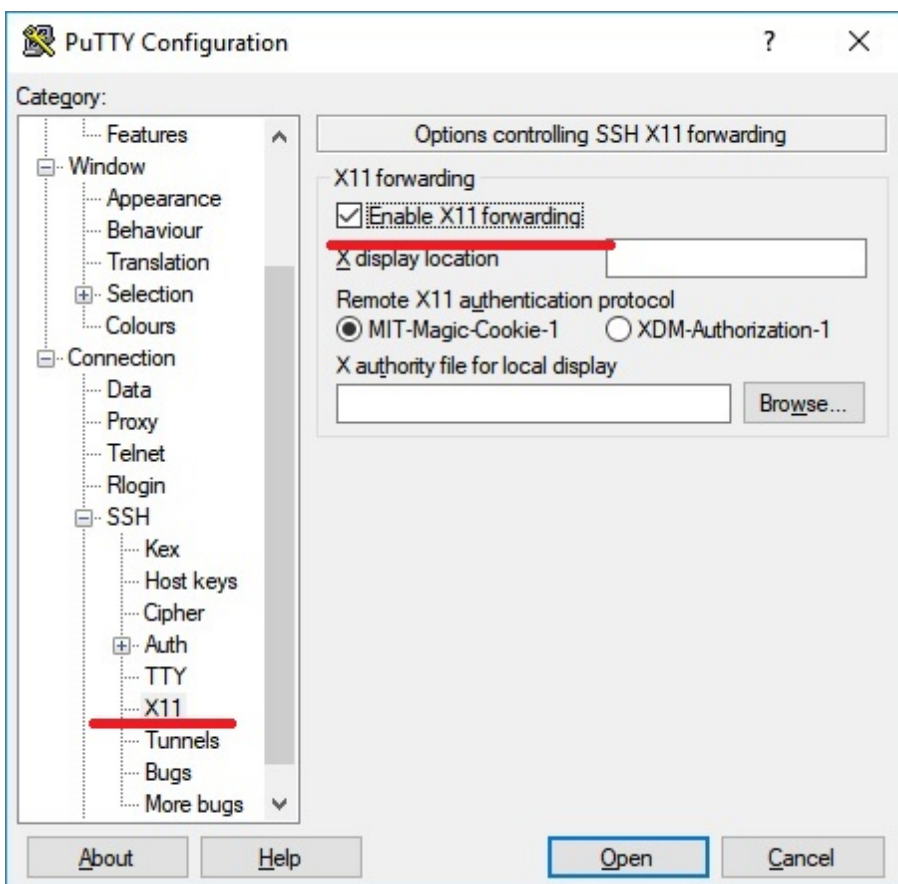 PuTTY Configuration
?
Category:
Features
Window
Appearance
Behaviour
Translation
Selection
Colours
Connection
Data
Proxy
Telnet
Rlogin
SSH
Kex
Host keys
Cipher
Auth
TTY
X11
Tunnels
Bugs
More bugs
Options controlling SSH X11 forwarding
X11 forwarding
Enable X11 forwarding
X display location
Remote X11 authentication protocol
MIT-Magic-Cookie-1 XDM-Authorization-1
X authority file for local display
Browse...
About Help Open Cancel